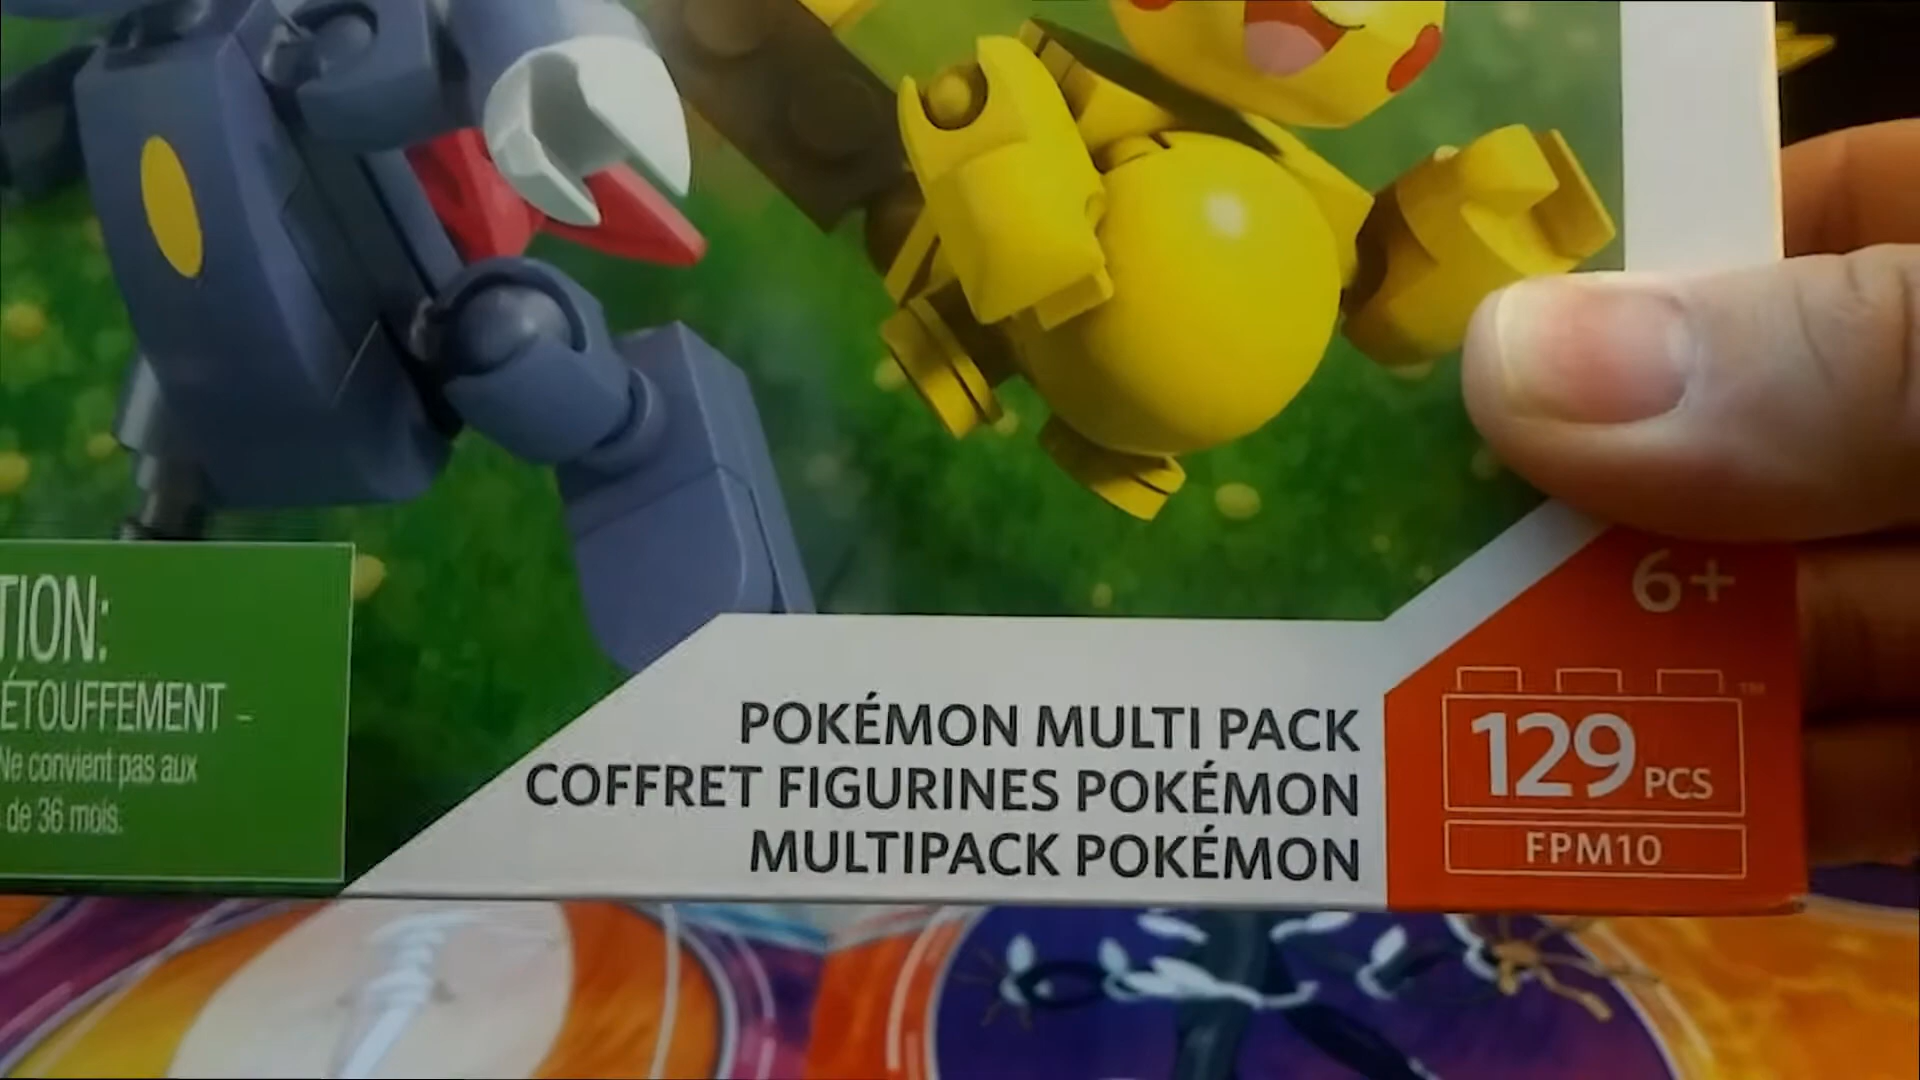 TION:
ÉTOUFFEMENT -
Ne convient pas aux
de 36 mois.
POKÉMON MULTI PACK
COFFRET FIGURINES POKÉMON
MULTIPACK POKÉMON
6+
129 PCS
TM
FPM10